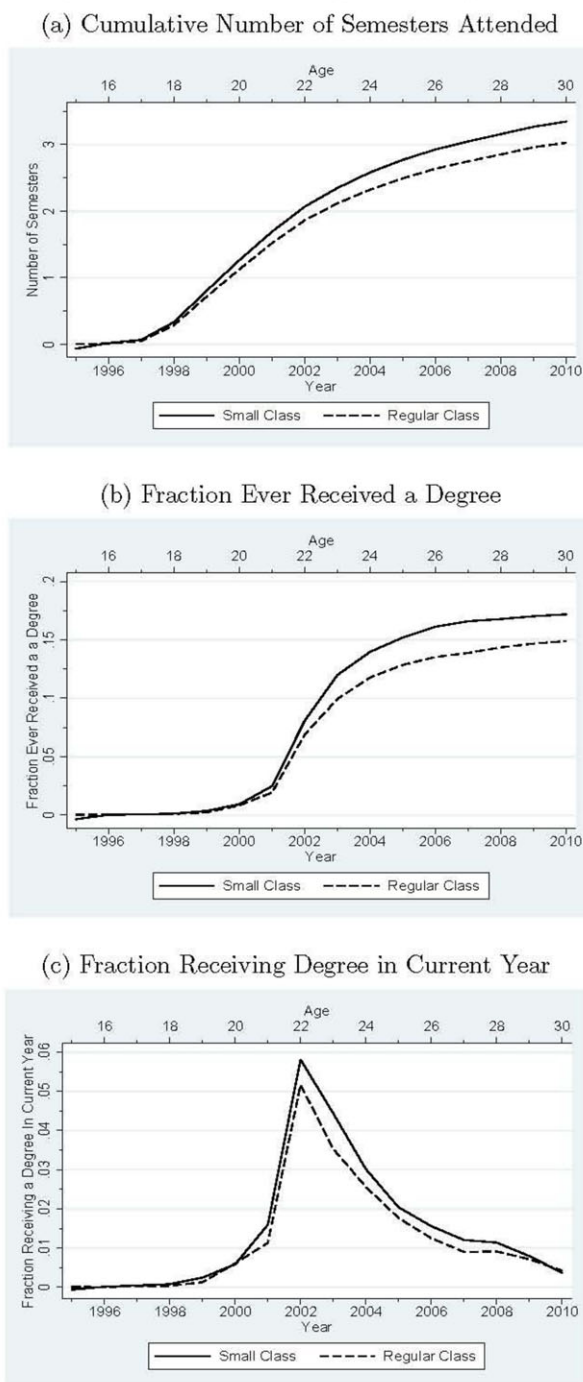 (a) Cumulative Number of Semesters Attended
Age
16 18 20 22 24 26 28 30
Number of Semesters
3
2
1
0
1996 1998 2000 2002 2004 2006 2008 2010
Year
Small Class Regular Class
(b) Fraction Ever Received a Degree
Age
16 18 20 22 24 26 28 30
Fraction Ever Received a a Degree
.2
.15
.1
.05
0
1996 1998 2000 2002 2004 2006 2008 2010
Year
Small Class Regular Class
(c) Fraction Receiving Degree in Current Year
Age
16 18 20 22 24 26 28 30
Fraction Receiving a Degree In Current Year
.06
.05
.04
.03
.02
.01
0
1996 1998 2000 2002 2004 2006 2008 2010
Year
Small Class Regular Class